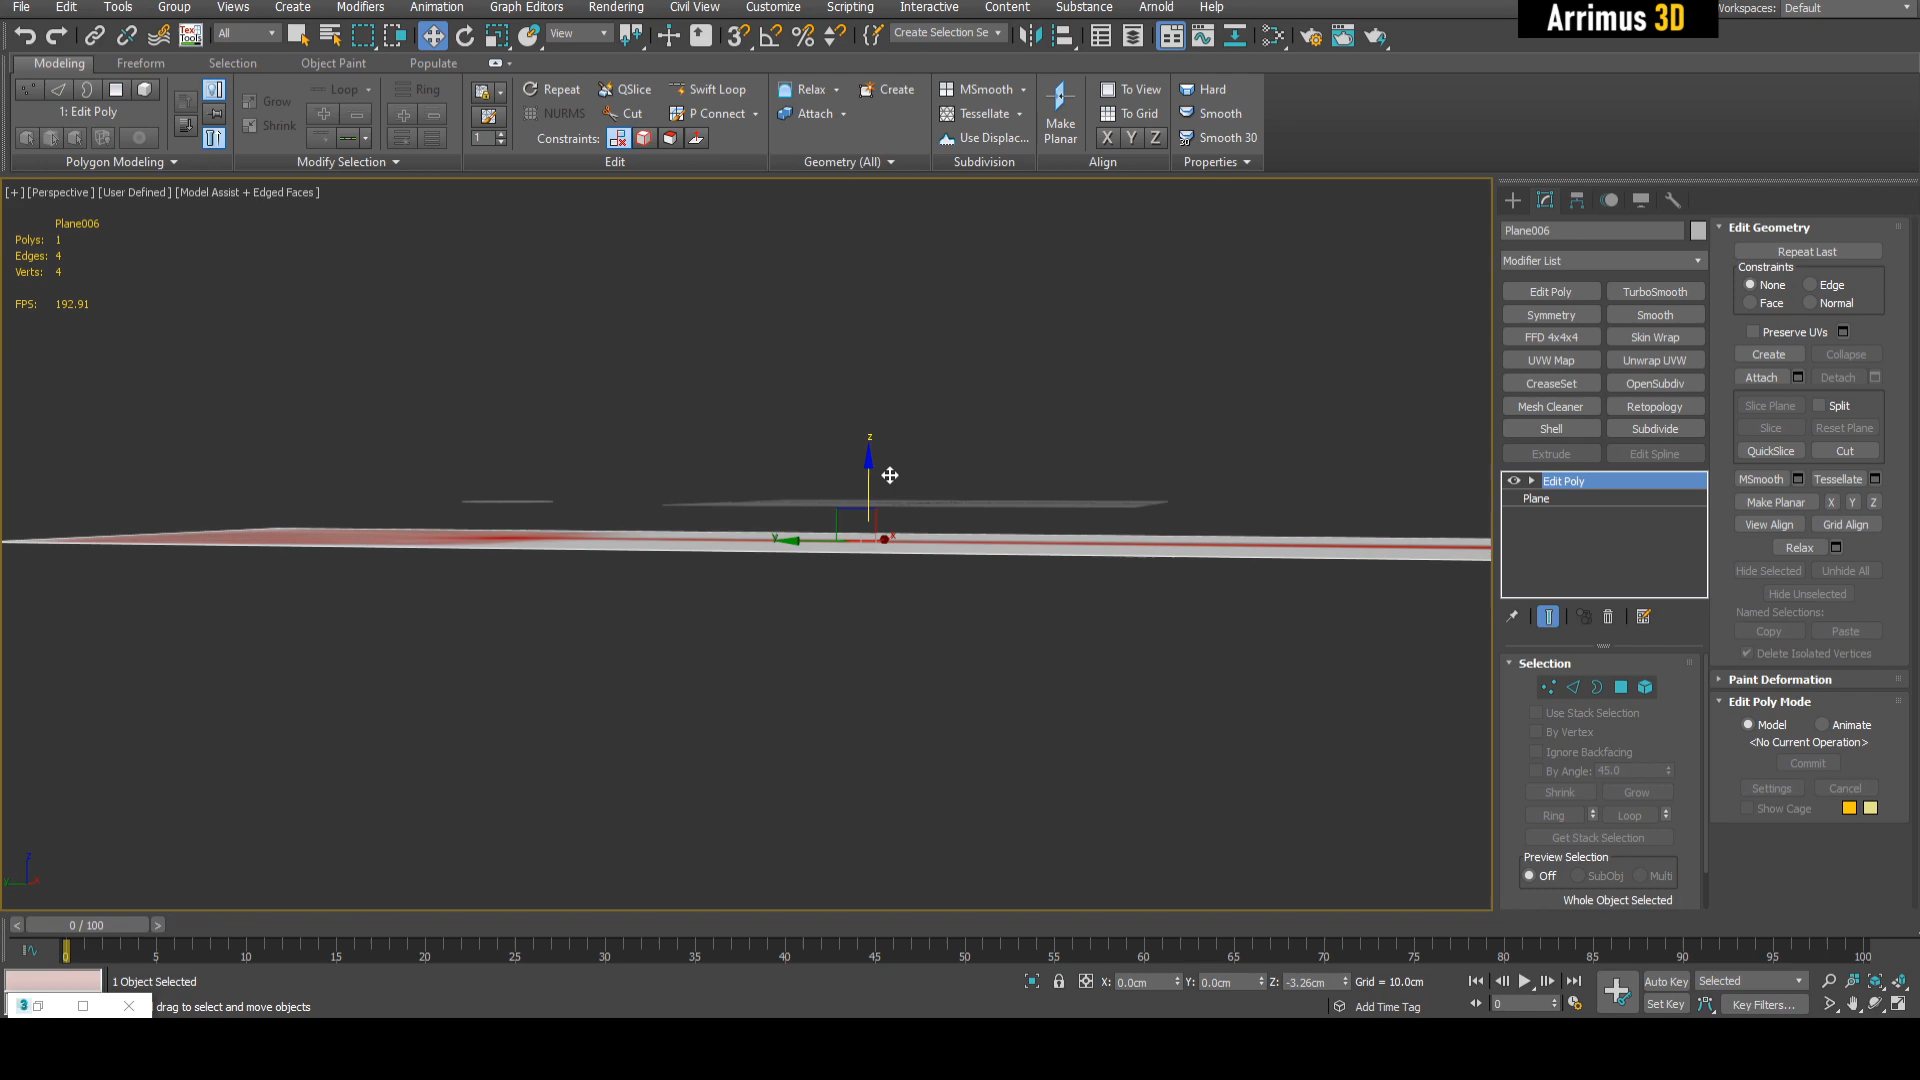 File Edit Tools Group Views Create Modifiers Animation Graph Editors Rendering Civil View Customize Scripting Interactive Content Substance Arnold Help
Arrimus 3D
Workspaces: Default
Tex Tools All View Create Selection Se
Modeling Freeform Selection Object Paint Populate
1: Edit Poly
Grow Loop Ring
Shrink
Repeat QSlice Swift Loop
NURMS Cut P Connect
1 Constraints:
Relax Create
Attach
MSmooth
Tessellate
Use Displac...
Make Planar
To View
To Grid
X Y Z
Hard
Smooth
Smooth 30
Polygon Modeling Modify Selection Edit Geometry (All) Subdivision Align Properties
[+] [Perspective] [User Defined] [Model Assist + Edged Faces]
Plane006
Polys: 1
Edges: 4
Verts: 4
FPS: 192.91
z
y x
z
y x
Plane006
Modifier List
Edit Poly TurboSmooth
Symmetry Smooth
FFD 4x4x4 Skin Wrap
UVW Map Unwrap UVW
CreaseSet OpenSubdiv
Mesh Cleaner Retopology
Shell Subdivide
Extrude Edit Spline
Edit Poly
Plane
Selection
Use Stack Selection
By Vertex
Ignore Backfacing
By Angle: 45.0
Shrink Grow
Ring Loop
Get Stack Selection
Preview Selection
Off SubObj Multi
Whole Object Selected
Edit Geometry
Repeat Last
Constraints
None Edge
Face Normal
Preserve UVs
Create Collapse
Attach Detach
Slice Plane Split
Slice Reset Plane
QuickSlice Cut
MSmooth Tessellate
Make Planar X Y Z
View Align Grid Align
Relax
Hide Selected Unhide All
Hide Unselected
Named Selections:
Copy Paste
Delete Isolated Vertices
Paint Deformation
Edit Poly Mode
Model Animate
<No Current Operation>
Commit
Settings Cancel
Show Cage
< 0 / 100 >
0 5 10 15 20 25 30 35 40 45 50 55 60 65 70 75 80 85 90 95 100
1 Object Selected
X: 0.0cm Y: 0.0cm Z: -3.26cm Grid = 10.0cm
Auto Key Selected
3 drag to select and move objects
Add Time Tag
0
Set Key Key Filters...